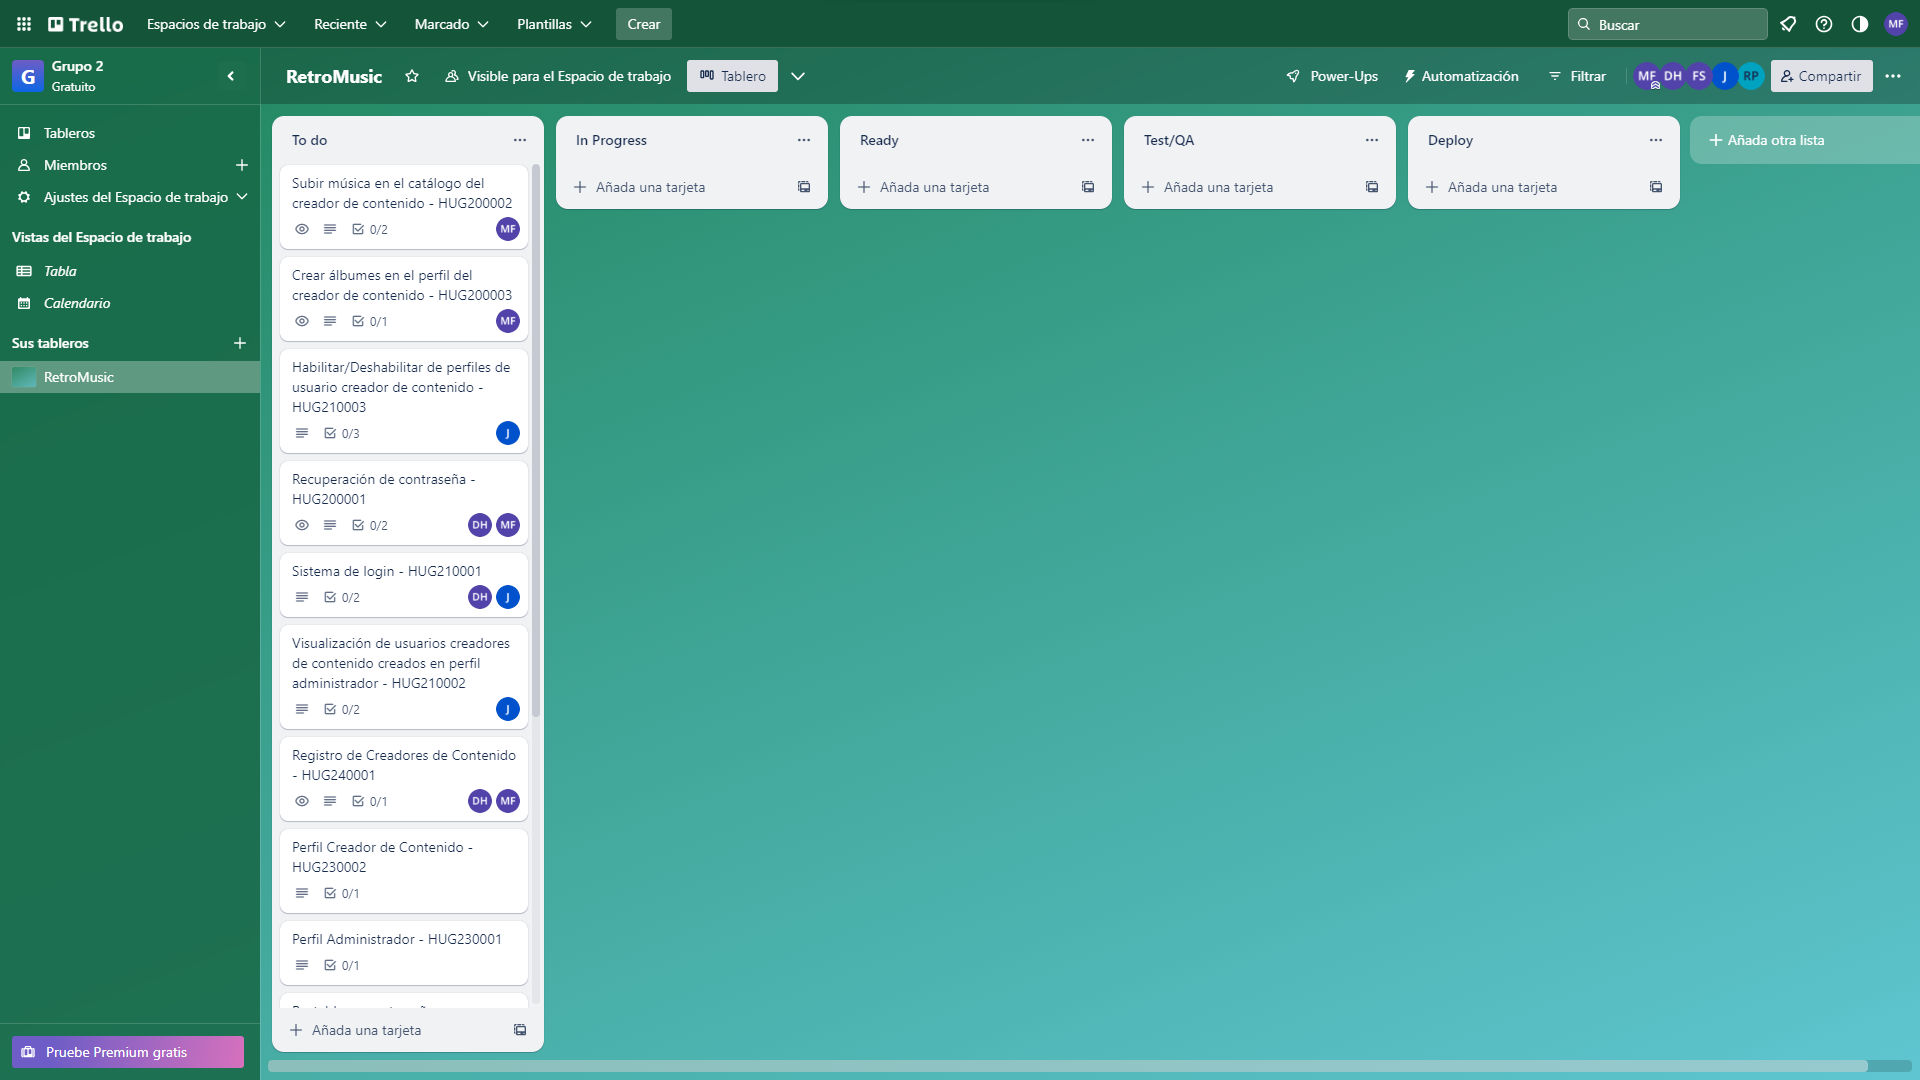 Trello
Espacios de trabajo
Reciente
Marcado
Plantillas
Crear
Buscar
MF
G
Grupo 2
Gratuito
RetroMusic
Visible para el Espacio de trabajo
Tablero
Power-Ups
Automatización
Filtrar
MF
DH
FS
J
RP
Compartir
Tableros
Miembros
Ajustes del Espacio de trabajo
Vistas del Espacio de trabajo
Tabla
Calendario
Sus tableros
RetroMusic
Pruebe Premium gratis
To do
Subir música en el catálogo del
creador de contenido - HUG200002
0/2
MF
Crear álbumes en el perfil del
creador de contenido - HUG200003
0/1
MF
Habilitar/Deshabilitar de perfiles de
usuario creador de contenido -
HUG210003
0/3
J
Recuperación de contraseña -
HUG200001
0/2
DH
MF
Sistema de login - HUG210001
0/2
DH
J
Visualización de usuarios creadores
de contenido creados en perfil
administrador - HUG210002
0/2
J
Registro de Creadores de Contenido
- HUG240001
0/1
DH
MF
Perfil Creador de Contenido -
HUG230002
0/1
Perfil Administrador - HUG230001
0/1
Añada una tarjeta
In Progress
Añada una tarjeta
Ready
Añada una tarjeta
Test/QA
Añada una tarjeta
Deploy
Añada una tarjeta
Añada otra lista